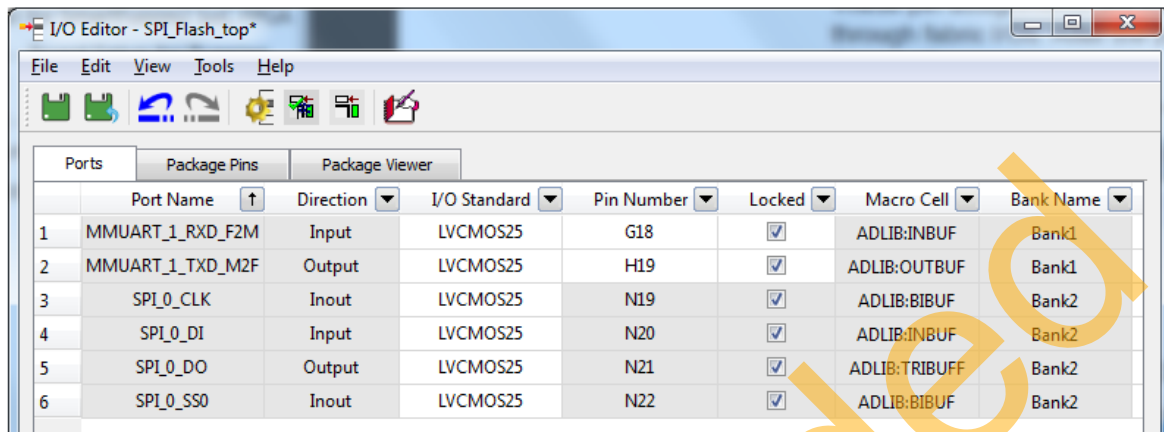 I/O Editor - SPI_Flash_top*
File Edit View Tools Help
Ports Package Pins Package Viewer
Port Name Direction I/O Standard Pin Number Locked Macro Cell Bank Name
1 MMUART_1_RXD_F2M Input LVCMOS25 G18 ADLIB:INBUF Bank1
2 MMUART_1_TXD_M2F Output LVCMOS25 H19 ADLIB:OUTBUF Bank1
3 SPI_0_CLK Inout LVCMOS25 N19 ADLIB:BIBUF Bank2
4 SPI_0_DI Input LVCMOS25 N20 ADLIB:INBUF Bank2
5 SPI_0_DO Output LVCMOS25 N21 ADLIB:TRIBUFF Bank2
6 SPI_0_SS0 Inout LVCMOS25 N22 ADLIB:BIBUF Bank2
ded